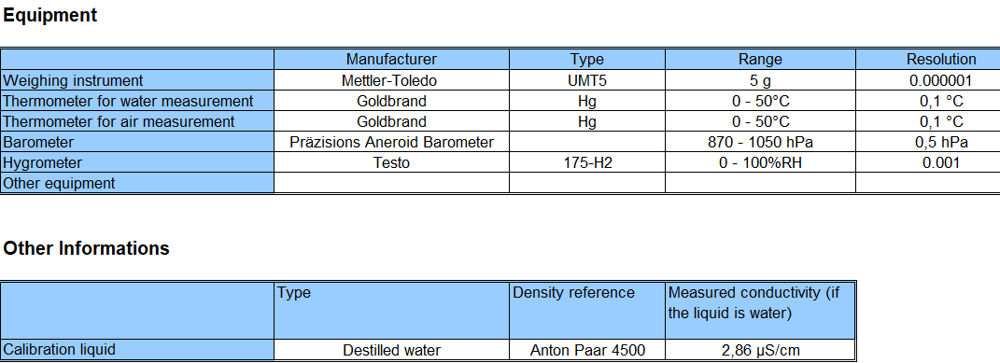 Equipment
Manufacturer Type Range Resolution
Weighing instrument Mettler-Toledo UMT5 5 g 0.000001
Thermometer for water measurement Goldbrand Hg 0 - 50°C 0,1 °C
Thermometer for air measurement Goldbrand Hg 0 - 50°C 0,1 °C
Barometer Präzisions Aneroid Barometer 870 - 1050 hPa 0,5 hPa
Hygrometer Testo 175-H2 0 - 100%RH 0.001
Other equipment
Other Informations
Type Density reference Measured conductivity (if
the liquid is water)
Calibration liquid Destilled water Anton Paar 4500 2,86 µS/cm